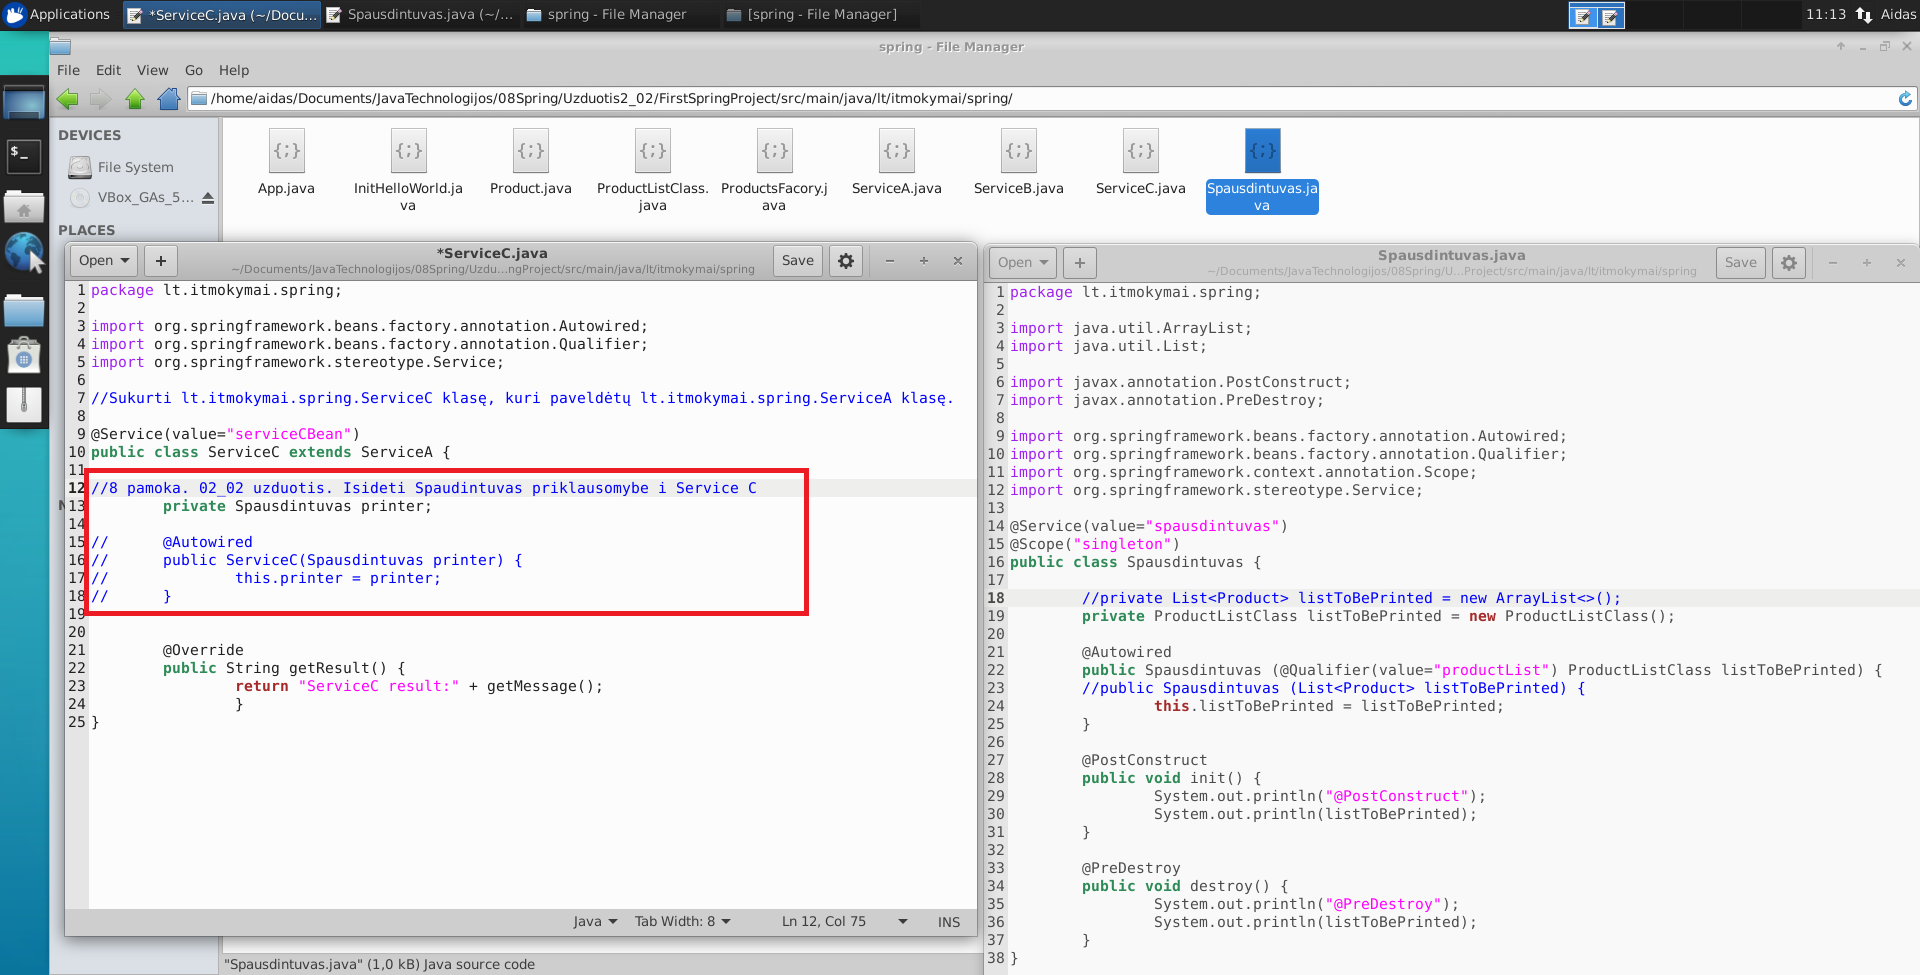 Applications
*ServiceC.java (~/Docu...
Spausdintuvas.java (~/...
spring - File Manager
[spring - File Manager]
11:13
Aidas
spring - File Manager
File Edit View Go Help
/home/aidas/Documents/JavaTechnologijos/08Spring/Uzduotis2_02/FirstSpringProject/src/main/java/lt/itmokymai/spring/
DEVICES
File System
VBox_GAs_5...
PLACES
App.java
InitHelloWorld.ja
va
Product.java
ProductListClass.
java
ProductsFacory.j
ava
ServiceA.java
ServiceB.java
ServiceC.java
Spausdintuvas.ja
va
Open
+
*ServiceC.java
~/Documents/JavaTechnologijos/08Spring/Uzdu...ngProject/src/main/java/lt/itmokymai/spring
Save
1 package lt.itmokymai.spring;
2
3 import org.springframework.beans.factory.annotation.Autowired;
4 import org.springframework.beans.factory.annotation.Qualifier;
5 import org.springframework.stereotype.Service;
6
7 //Sukurti lt.itmokymai.spring.ServiceC klasę, kuri paveldėtų lt.itmokymai.spring.ServiceA klasę.
8
9 @Service(value="serviceCBean")
10 public class ServiceC extends ServiceA {
11
12 //8 pamoka. 02_02 uzduotis. Isideti Spaudintuvas priklausomybe i Service C
13 private Spausdintuvas printer;
14
15 // @Autowired
16 // public ServiceC(Spausdintuvas printer) {
17 // this.printer = printer;
18 // }
19
20
21 @Override
22 public String getResult() {
23 return "ServiceC result:" + getMessage();
24 }
25 }
Java
Tab Width: 8
Ln 12, Col 75
INS
"Spausdintuvas.java" (1,0 kB) Java source code
Open
+
Spausdintuvas.java
~/Documents/JavaTechnologijos/08Spring/U...Project/src/main/java/lt/itmokymai/spring
Save
1 package lt.itmokymai.spring;
2
3 import java.util.ArrayList;
4 import java.util.List;
5
6 import javax.annotation.PostConstruct;
7 import javax.annotation.PreDestroy;
8
9 import org.springframework.beans.factory.annotation.Autowired;
10 import org.springframework.beans.factory.annotation.Qualifier;
11 import org.springframework.context.annotation.Scope;
12 import org.springframework.stereotype.Service;
13
14 @Service(value="spausdintuvas")
15 @Scope("singleton")
16 public class Spausdintuvas {
17
18 //private List<Product> listToBePrinted = new ArrayList<>();
19 private ProductListClass listToBePrinted = new ProductListClass();
20
21 @Autowired
22 public Spausdintuvas (@Qualifier(value="productList") ProductListClass listToBePrinted) {
23 //public Spausdintuvas (List<Product> listToBePrinted) {
24 this.listToBePrinted = listToBePrinted;
25 }
26
27 @PostConstruct
28 public void init() {
29 System.out.println("@PostConstruct");
30 System.out.println(listToBePrinted);
31 }
32
33 @PreDestroy
34 public void destroy() {
35 System.out.println("@PreDestroy");
36 System.out.println(listToBePrinted);
37 }
38 }